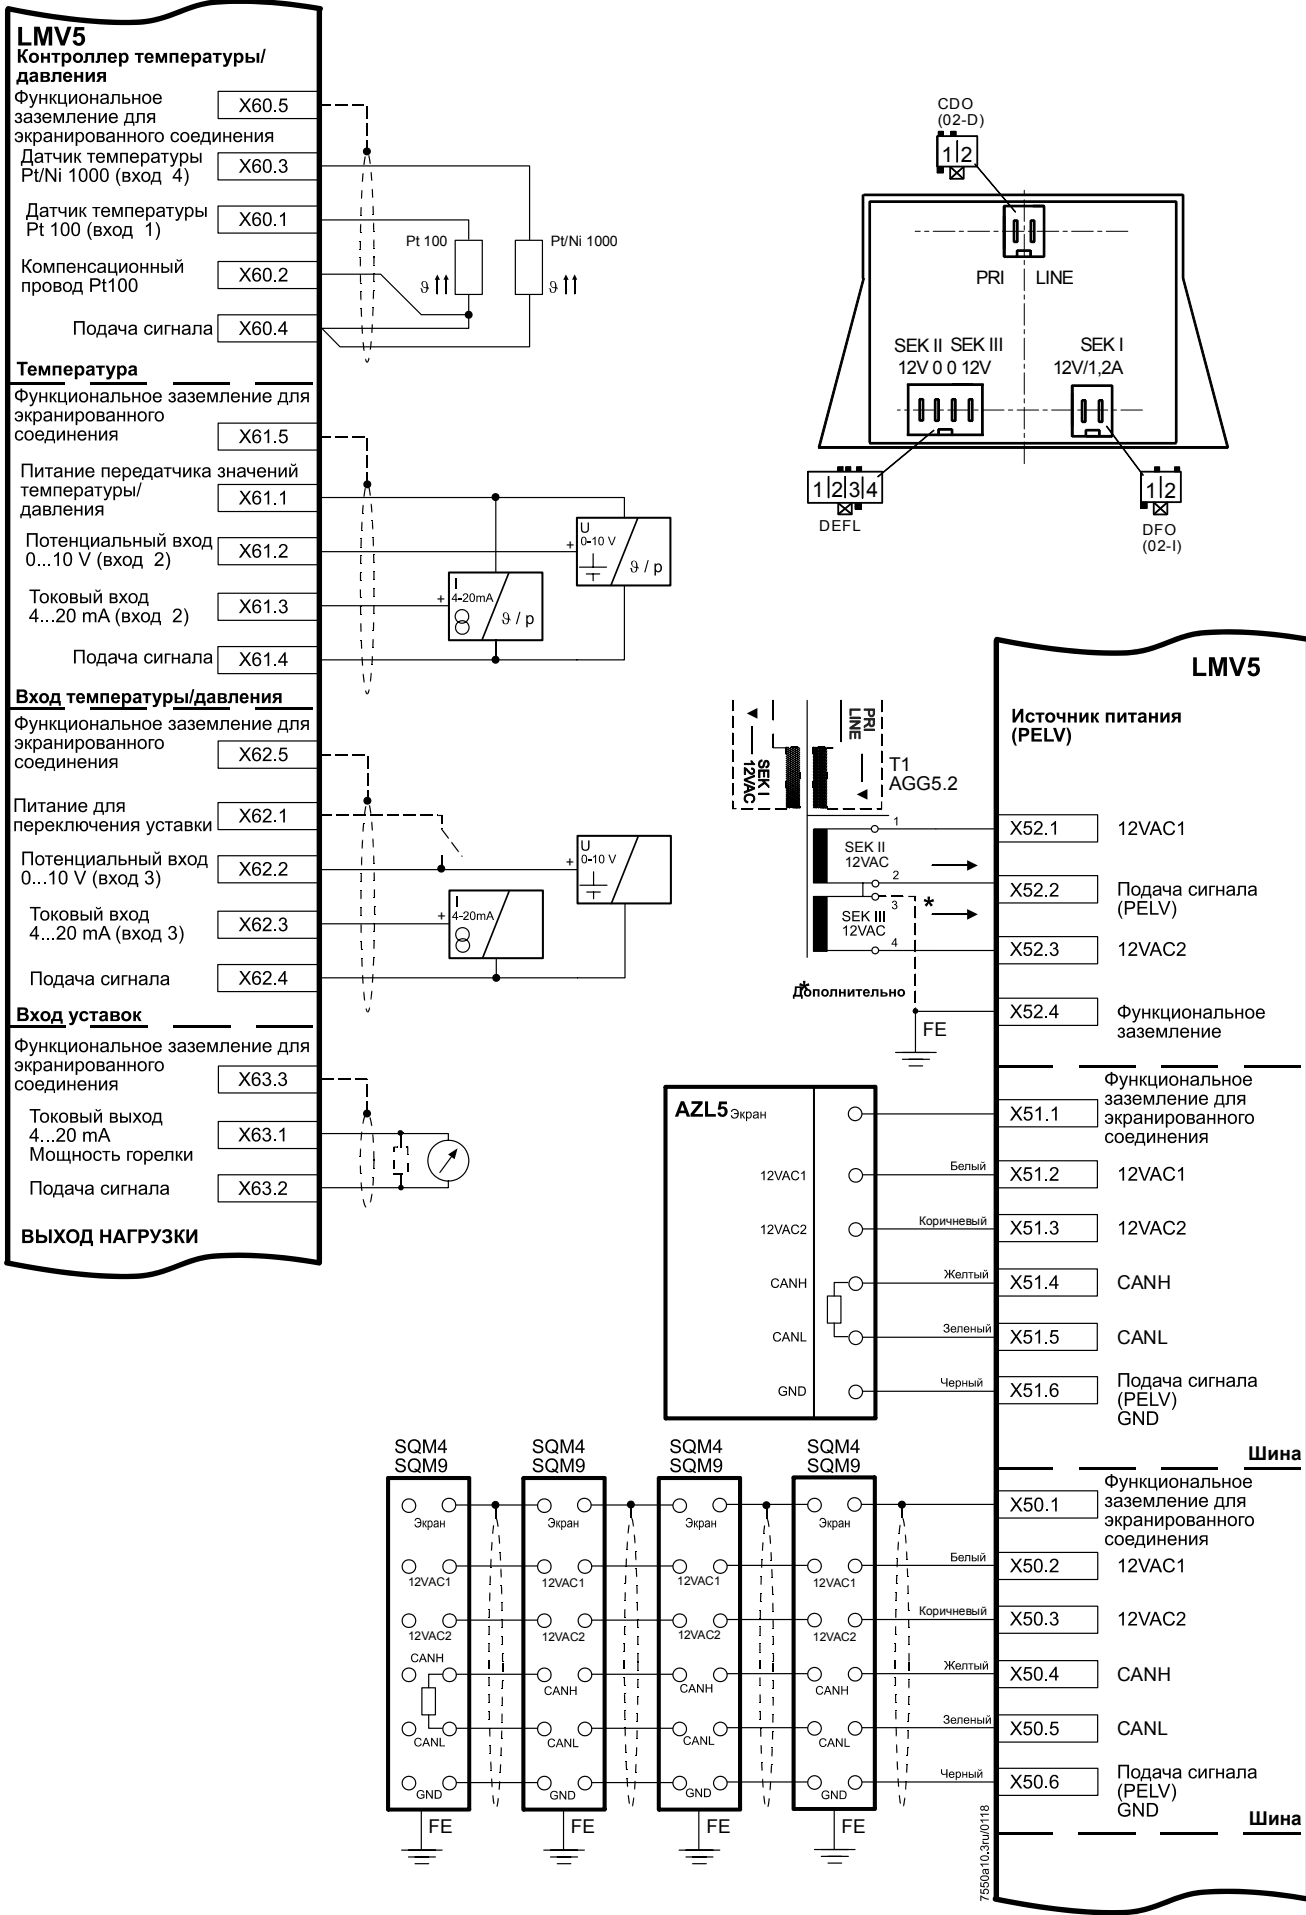 LMV5
Контроллер температуры/
давления
Функциональное
заземление для
экранированного соединения
X60.5
Датчик температуры
Pt/Ni 1000 (вход 4)
X60.3
Датчик температуры
Pt 100 (вход 1)
X60.1
Компенсационный
провод Pt100
X60.2
Подача сигнала
X60.4
Pt 100
ϑ
Pt/Ni 1000
ϑ
Температура
Функциональное заземление для
экранированного
соединения
X61.5
Питание передатчика значений
температуры/
давления
X61.1
Потенциальный вход
0...10 V (вход 2)
X61.2
Токовый вход
4...20 mA (вход 2)
X61.3
Подача сигнала
X61.4
U
0-10 V
+
ϑ / p
I
4-20mA
+
ϑ / p
Вход температуры/давления
Функциональное заземление для
экранированного
соединения
X62.5
Питание для
переключения уставки
X62.1
Потенциальный вход
0...10 V (вход 3)
X62.2
Токовый вход
4...20 mA (вход 3)
X62.3
Подача сигнала
X62.4
U
0-10 V
+
I
4-20mA
+
Вход уставок
Функциональное заземление для
экранированного
соединения
X63.3
Токовый выход
4...20 mA
Мощность горелки
X63.1
Подача сигнала
X63.2
ВЫХОД НАГРУЗКИ
CDO
(02-D)
1 2
PRI LINE
SEK II SEK III
12V 0 0 12V
SEK I
12V/1,2A
1 2 3 4
DEFL
1 2
DFO
(02-I)
LMV5
Источник питания
(PELV)
SEK I
12VAC
PRI
LINE
T1
AGG5.2
1
SEK II
12VAC
2
3
SEK III
12VAC
4
*
*
Дополнительно
FE
X52.1 12VAC1
X52.2 Подача сигнала
(PELV)
X52.3 12VAC2
X52.4 Функциональное
заземление
AZL5 Экран
12VAC1
12VAC2
CANH
CANL
GND
Функциональное
заземление для
экранированного
соединения
X51.1
Белый X51.2 12VAC1
Коричневый X51.3 12VAC2
Желтый X51.4 CANH
Зеленый X51.5 CANL
Черный X51.6 Подача сигнала
(PELV)
GND
Шина
SQM4 SQM4 SQM4 SQM4
SQM9 SQM9 SQM9 SQM9
Экран Экран Экран Экран
12VAC1 12VAC1 12VAC1 12VAC1
12VAC2 12VAC2 12VAC2 12VAC2
CANH CANH CANH CANH
CANL CANL CANL CANL
GND GND GND GND
FE FE FE FE
Функциональное
заземление для
экранированного
соединения
X50.1
Белый X50.2 12VAC1
Коричневый X50.3 12VAC2
Желтый X50.4 CANH
Зеленый X50.5 CANL
Черный X50.6 Подача сигнала
(PELV)
GND
Шина
7550a10.3ru/0118